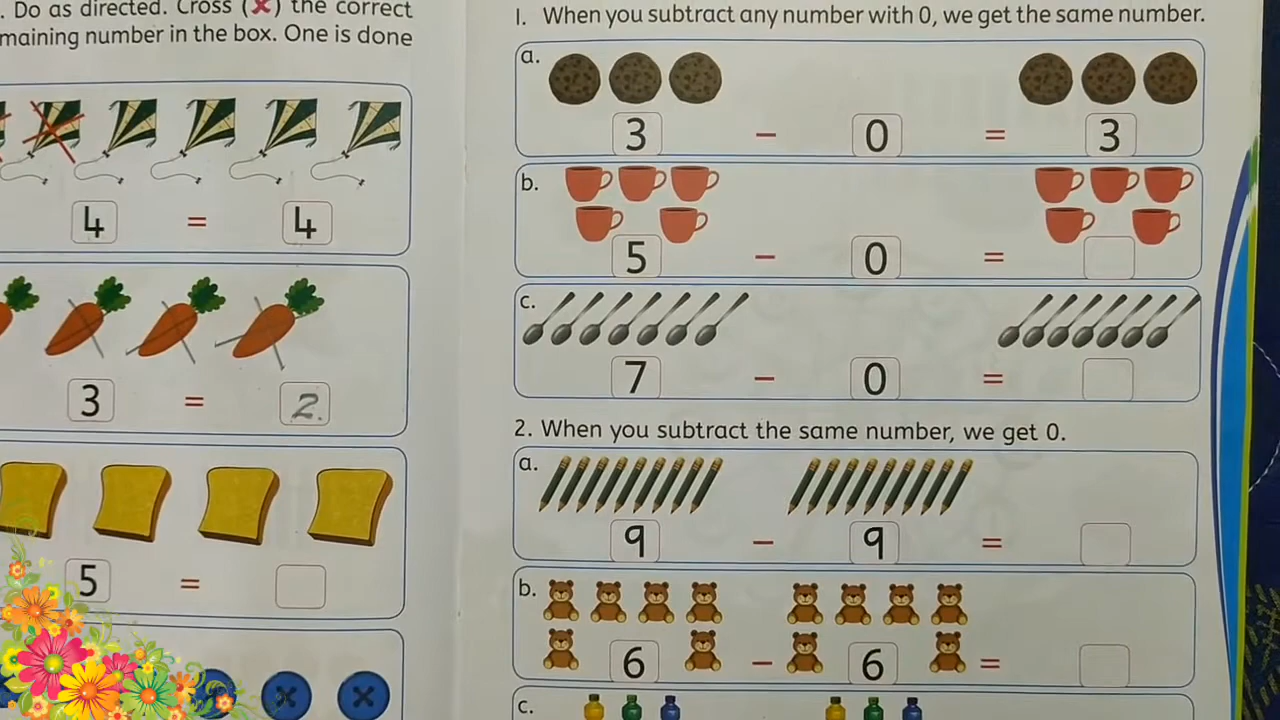 . Do as directed. Cross (✗) the correct
maining number in the box. One is done
4 = 4
3 = 2.
5 =
1. When you subtract any number with 0, we get the same number.
a.
3 – 0 = 3
b.
5 – 0 =
c.
7 – 0 =
2. When you subtract the same number, we get 0.
a.
9 – 9 =
b.
6 – 6 =
c.